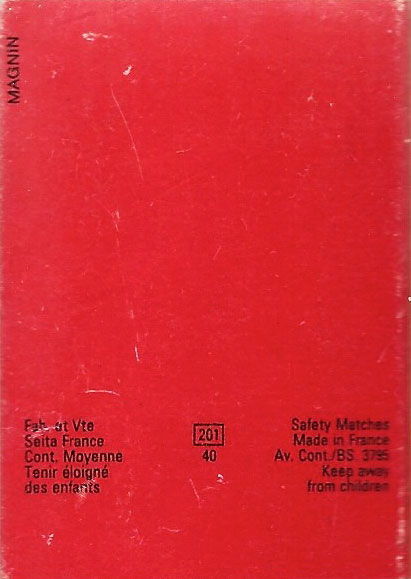 MAGNIN
Fab. et Vte
Seita France
Cont. Moyenne
Tenir éloigné
des enfants
201
40
Safety Matches
Made in France
Av. Cont./BS. 3795
Keep away
from children